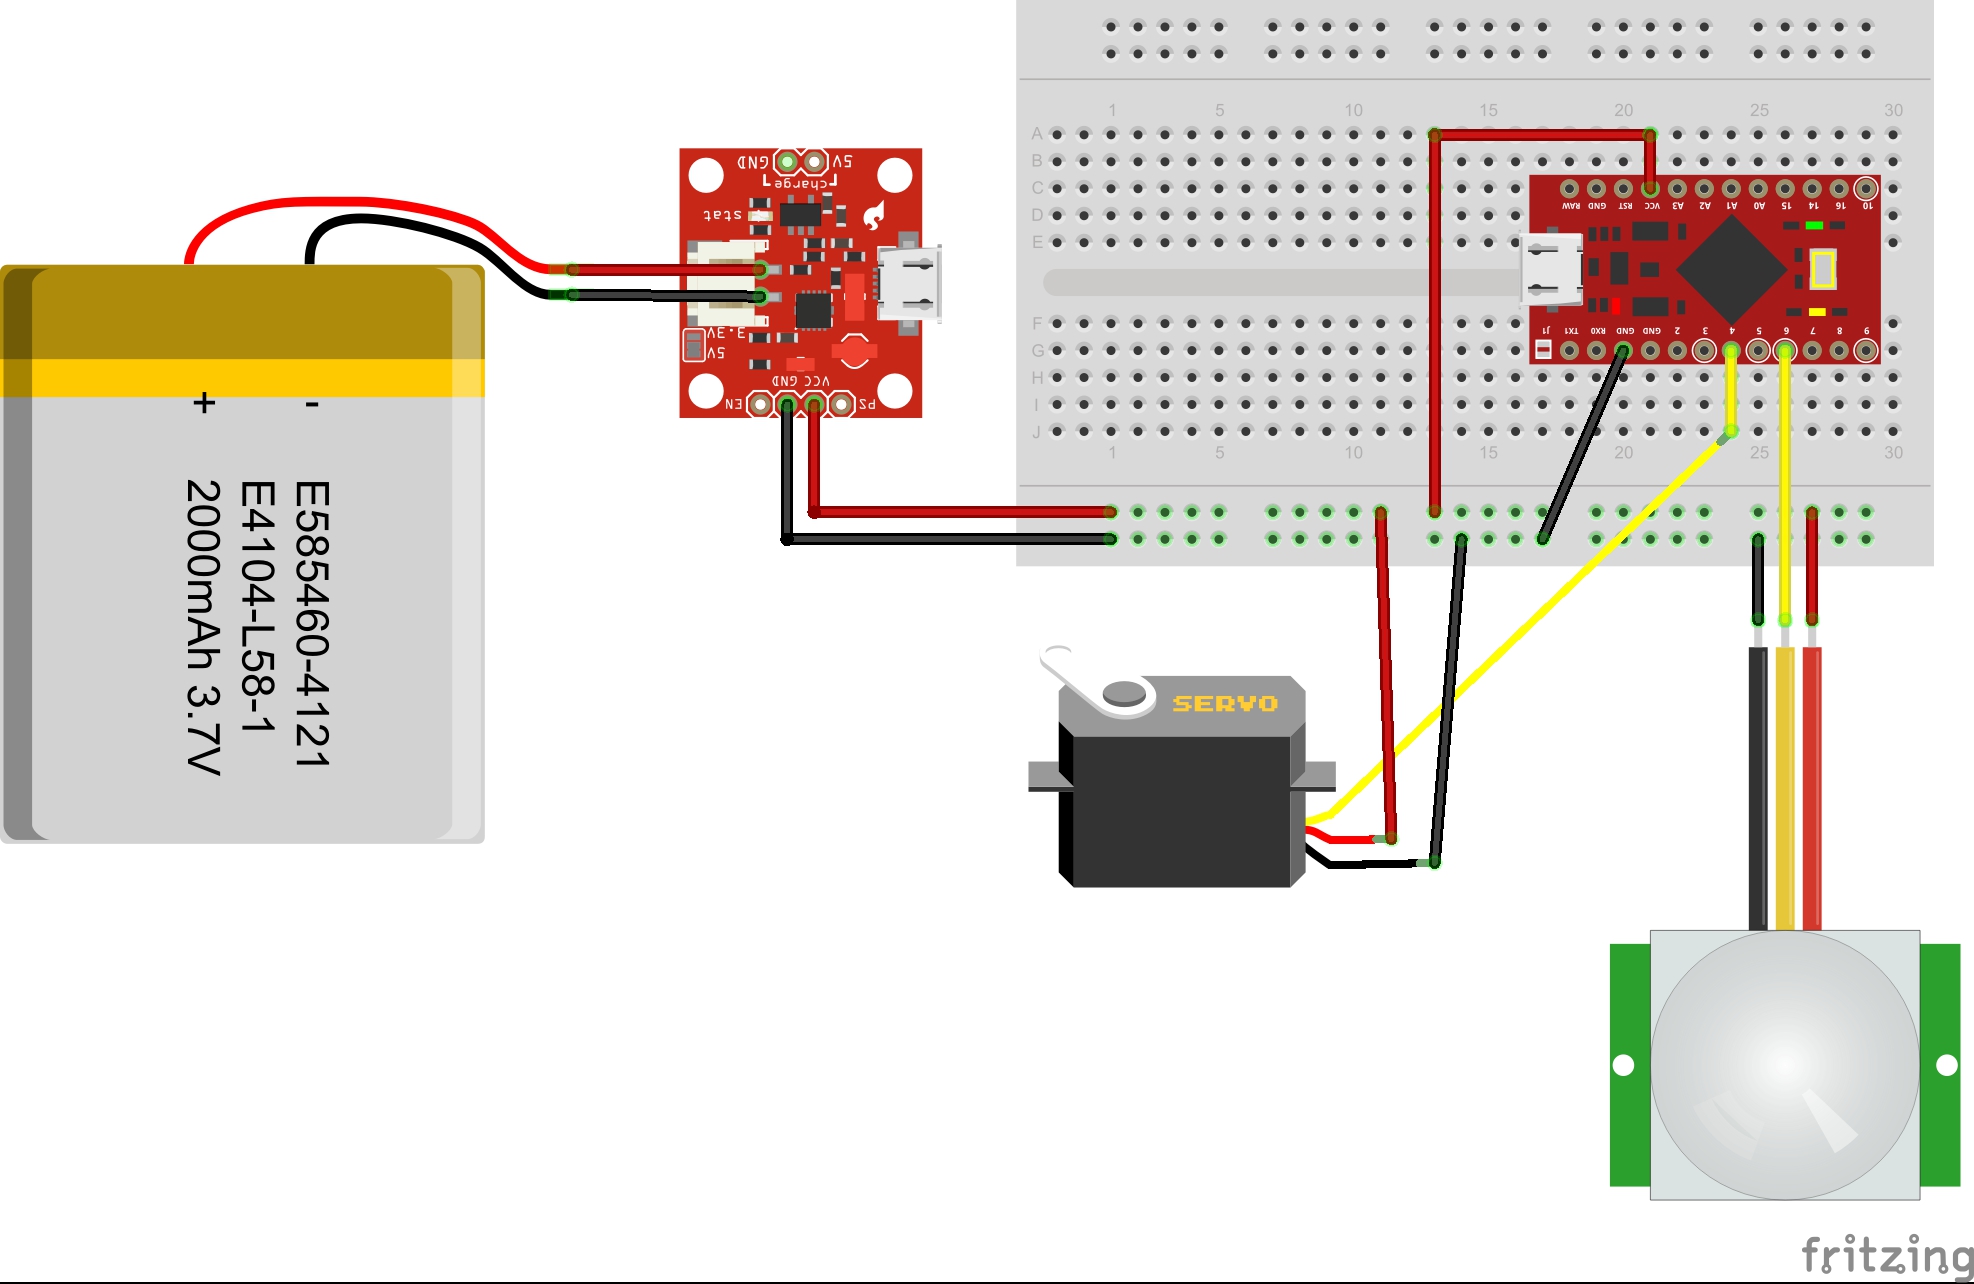 + -
E585460-4121
E4104-L58-1
2000mAh 3.7V
GND 5V
charge
stat
3.3V
5V
GND VCC
EN PS
1 5 10 15 20 25 30
A
B
C
D
E
RAW GND RST VCC A3 A2 A1 A0 15 14 16 10
J1 TX1 RX0 GND GND 2 3 4 5 6 7 8 9
F
G
H
I
J
1 5 10 15 20 25 30
SERVO
fritzing